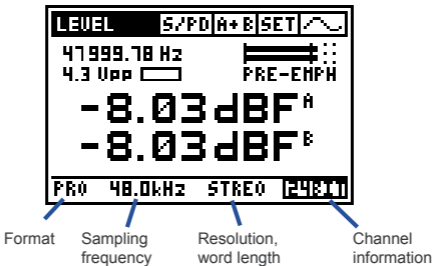 LEVEL S/PD A+B SET
47999.78 Hz
4.3 Vpp PRE-EMPH
-8.03dBF A
-8.03dBF B
PRO 48.0kHz STREO 24BIT
Format Sampling frequency Resolution, word length Channel information